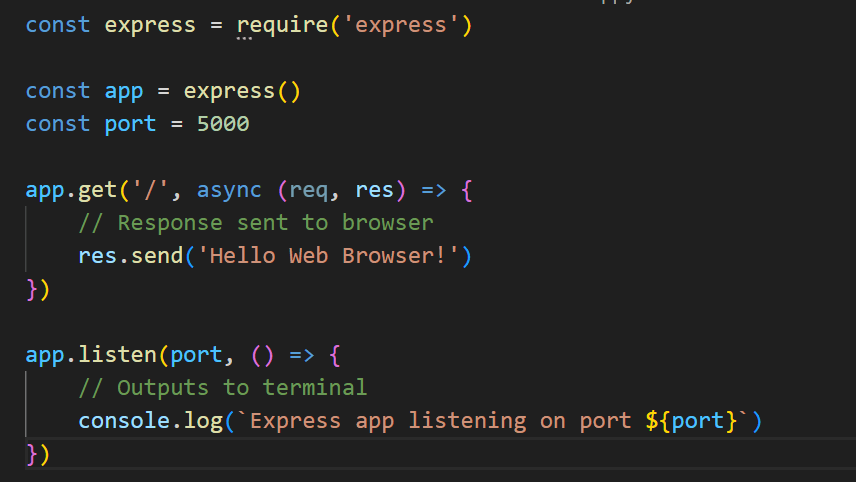 const express = require('express')
const app = express()
const port = 5000
app.get('/', async (req, res) => {
    // Response sent to browser
    res.send('Hello Web Browser!')
})
app.listen(port, () => {
    // Outputs to terminal
    console.log(`Express app listening on port ${port}`)
})